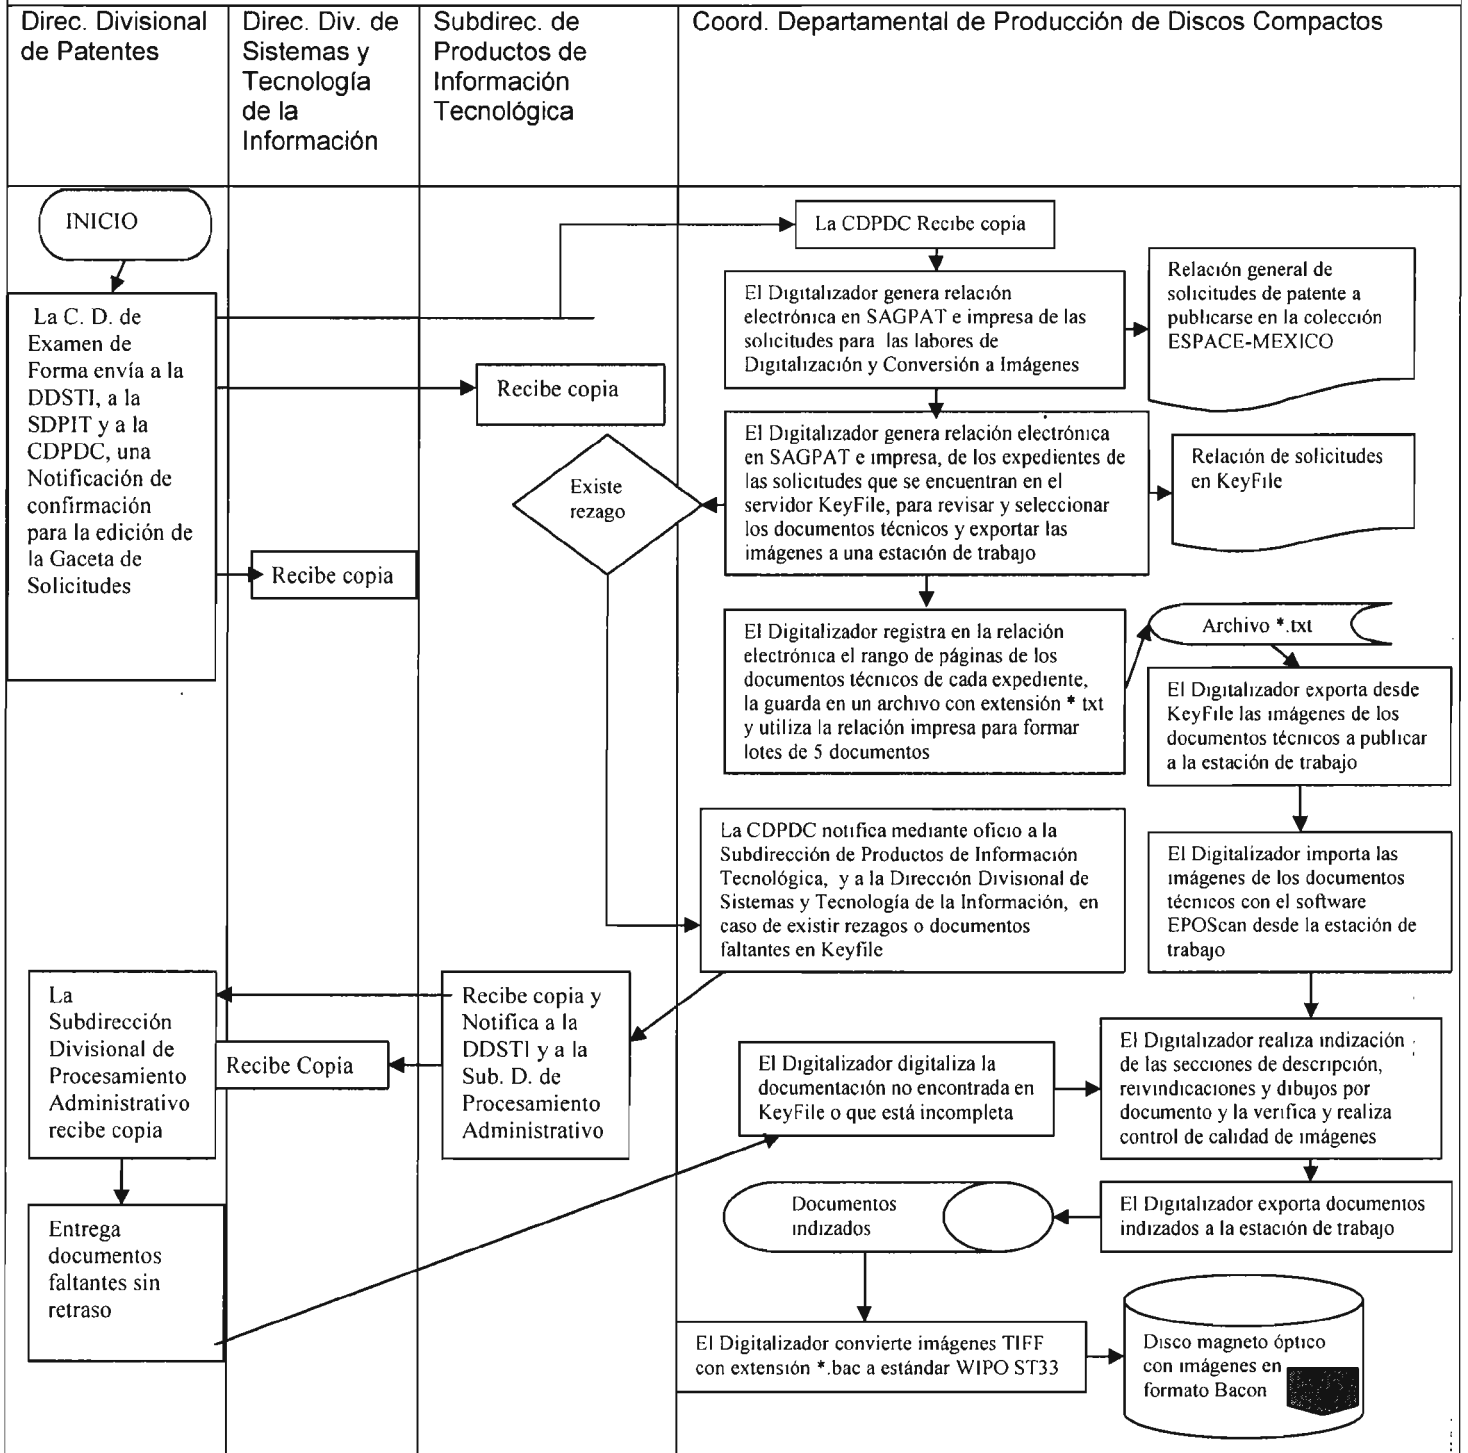 Direc. Divisional
de Patentes
Direc. Div. de
Sistemas y
Tecnología
de la
Información
Subdirec. de
Productos de
Información
Tecnológica
Coord. Departamental de Producción de Discos Compactos
INICIO
La C. D. de
Examen de
Forma envía a la
DDSTI, a la
SDPIT y a la
CDPDC, una
Notificación de
confirmación
para la edición de
la Gaceta de
Solicitudes
Recibe copia
Recibe copia
La CDPDC Recibe copia
El Digitalizador genera relación
electrónica en SAGPAT e impresa de las
solicitudes para las labores de
Digitalización y Conversión a Imágenes
Relación general de
solicitudes de patente a
publicarse en la colección
ESPACE-MEXICO
El Digitalizador genera relación electrónica
en SAGPAT e impresa, de los expedientes de
las solicitudes que se encuentran en el
servidor KeyFile, para revisar y seleccionar
los documentos técnicos y exportar las
imágenes a una estación de trabajo
Relación de solicitudes
en KeyFile
Existe
rezago
El Digitalizador registra en la relación
electrónica el rango de páginas de los
documentos técnicos de cada expediente,
la guarda en un archivo con extensión * txt
y utiliza la relación impresa para formar
lotes de 5 documentos
Archivo *.txt
El Digitalizador exporta desde
KeyFile las imágenes de los
documentos técnicos a publicar
a la estación de trabajo
La CDPDC notifica mediante oficio a la
Subdirección de Productos de Información
Tecnológica, y a la Dirección Divisional de
Sistemas y Tecnología de la Información, en
caso de existir rezagos o documentos
faltantes en Keyfile
El Digitalizador importa las
imágenes de los documentos
técnicos con el software
EPOScan desde la estación de
trabajo
La
Subdirección
Divisional de
Procesamiento
Administrativo
recibe copia
Recibe Copia
Recibe copia y
Notifica a la
DDSTI y a la
Sub. D. de
Procesamiento
Administrativo
El Digitalizador digitaliza la
documentación no encontrada en
KeyFile o que está incompleta
El Digitalizador realiza indización
de las secciones de descripción,
reivindicaciones y dibujos por
documento y la verifica y realiza
control de calidad de imágenes
Entrega
documentos
faltantes sin
retraso
Documentos
indizados
El Digitalizador exporta documentos
indizados a la estación de trabajo
El Digitalizador convierte imágenes TIFF
con extensión *.bac a estándar WIPO ST33
Disco magneto óptico
con imágenes en
formato Bacon